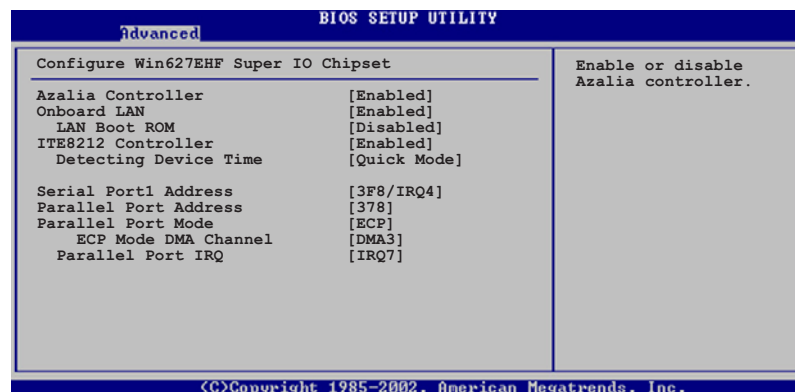 BIOS SETUP UTILITY
Advanced
Configure Win627EHF Super IO Chipset
Azalia Controller [Enabled]
Onboard LAN [Enabled]
LAN Boot ROM [Disabled]
ITE8212 Controller [Enabled]
Detecting Device Time [Quick Mode]
Serial Port1 Address [3F8/IRQ4]
Parallel Port Address [378]
Parallel Port Mode [ECP]
ECP Mode DMA Channel [DMA3]
Parallel Port IRQ [IRQ7]
Enable or disable
Azalia controller.
(C)Copyright 1985-2002, American Megatrends, Inc.